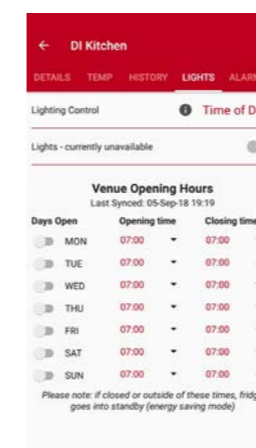 DI Kitchen
DETAILS TEMP HISTORY LIGHTS ALAR
Lighting Control Time of D
Lights - currently unavailable
Venue Opening Hours
Last Synced: 05-Sep-18 19:19
Days Open Opening time Closing time
MON 07:00 07:00
TUE 07:00 07:00
WED 07:00 07:00
THU 07:00 07:00
FRI 07:00 07:00
SAT 07:00 07:00
SUN 07:00 07:00
Please note: if closed or outside of these times, fridg
goes into standby (energy saving mode)